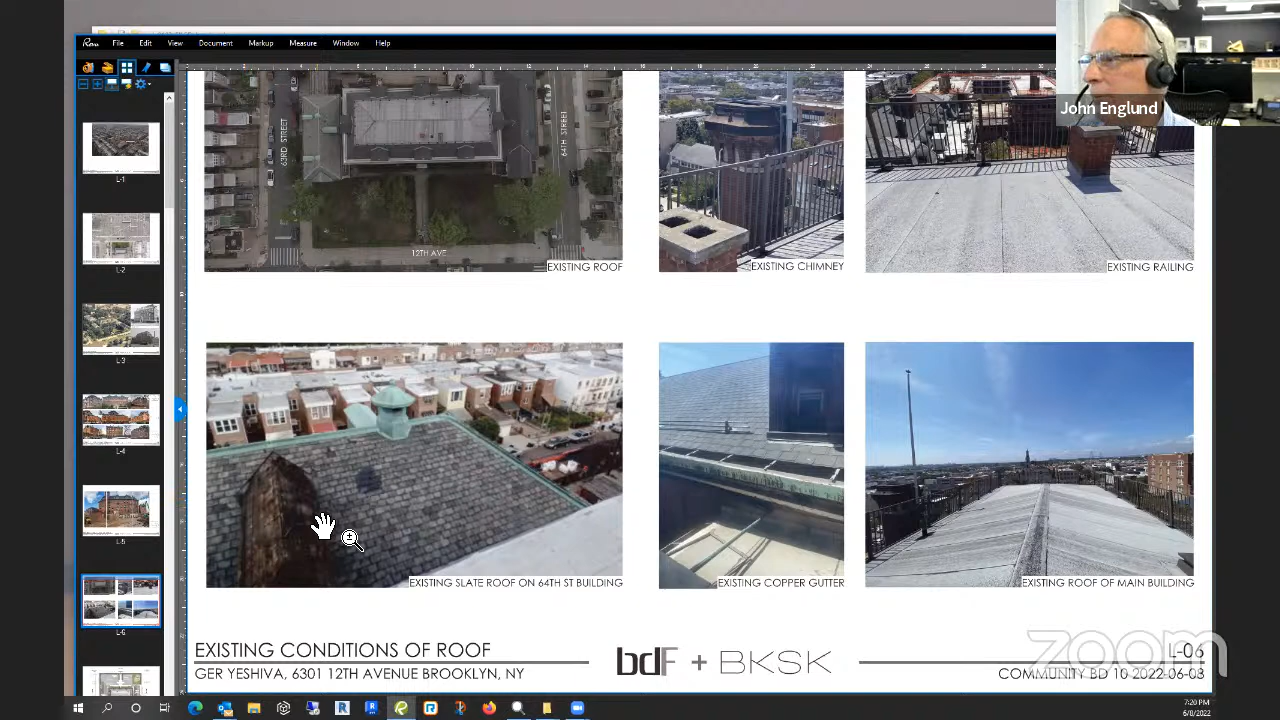 Revu File Edit View Document Markup Measure Window Help
John Englund
L-1
L-2
L-3
L-4
L-5
L-6
63RD STREET
64TH STREET
12TH AVE
EXISTING ROOF
EXISTING CHIMNEY
EXISTING RAILING
EXISTING SLATE ROOF ON 64TH ST BUILDING
EXISTING COPPER GUTTER
EXISTING ROOF OF MAIN BUILDING
EXISTING CONDITIONS OF ROOF
GER YESHIVA, 6301 12TH AVENUE BROOKLYN, NY
bdF + BKSK
L-06
COMMUNITY BD 10 2022-06-03
zoom
7:20 PM
6/8/2022